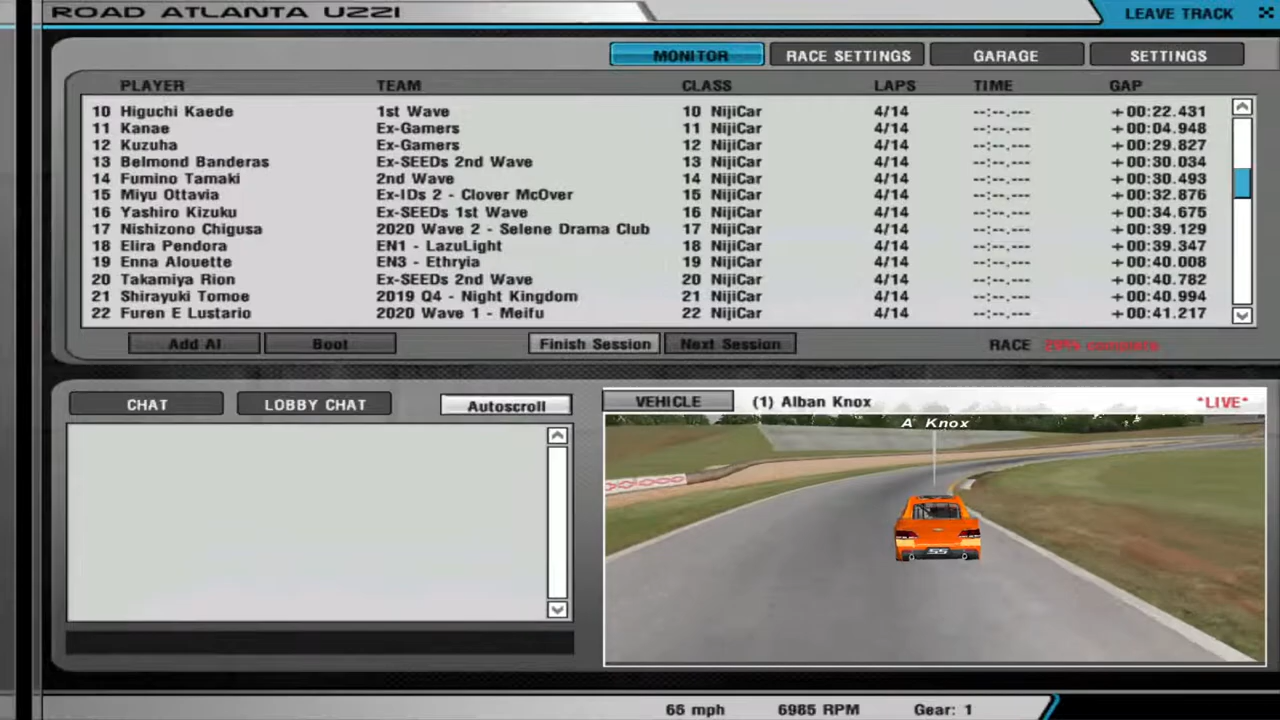 ROAD ATLANTA U221
LEAVE TRACK
MONITOR RACE SETTINGS GARAGE SETTINGS
PLAYER TEAM CLASS LAPS TIME GAP
10 Higuchi Kaede 1st Wave 10 NijiCar 4/14 --:--.--- +00:22.431
11 Kanae Ex-Gamers 11 NijiCar 4/14 --:--.--- +00:04.948
12 Kuzuha Ex-Gamers 12 NijiCar 4/14 --:--.--- +00:29.827
13 Belmond Banderas Ex-SEEDs 2nd Wave 13 NijiCar 4/14 --:--.--- +00:30.034
14 Fumino Tamaki 2nd Wave 14 NijiCar 4/14 --:--.--- +00:30.493
15 Miyu Ottavia Ex-IDs 2 - Clover McOver 15 NijiCar 4/14 --:--.--- +00:32.876
16 Yashiro Kizuku Ex-SEEDs 1st Wave 16 NijiCar 4/14 --:--.--- +00:34.675
17 Nishizono Chigusa 2020 Wave 2 - Selene Drama Club 17 NijiCar 4/14 --:--.--- +00:39.129
18 Elira Pendora EN1 - LazuLight 18 NijiCar 4/14 --:--.--- +00:39.347
19 Enna Alouette EN3 - Ethryia 19 NijiCar 4/14 --:--.--- +00:40.008
20 Takamiya Rion Ex-SEEDs 2nd Wave 20 NijiCar 4/14 --:--.--- +00:40.782
21 Shirayuki Tomoe 2019 Q4 - Night Kingdom 21 NijiCar 4/14 --:--.--- +00:40.994
22 Furen E Lustario 2020 Wave 1 - Meifu 22 NijiCar 4/14 --:--.--- +00:41.217
Add AI Boot Finish Session Next Session RACE complete
CHAT LOBBY CHAT Autoscroll
VEHICLE (1) Alban Knox *LIVE*
A Knox
SS
66 mph 6985 RPM Gear: 1